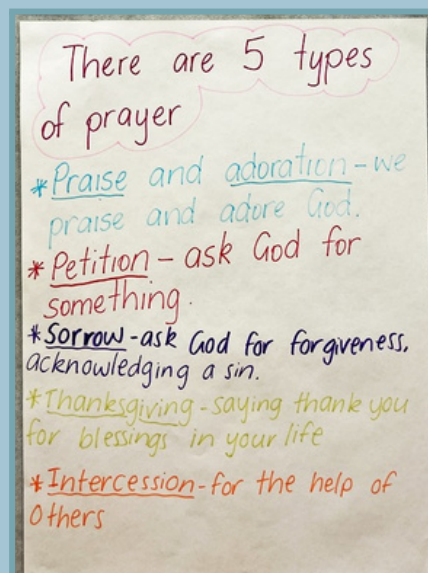 There are 5 types
of prayer
*Praise and adoration - we
praise and adore God.
*Petition - ask God for
something.
*Sorrow - ask God for forgiveness,
acknowledging a sin.
*Thanksgiving - saying thank you
for blessings in your life
*Intercession - for the help of
others